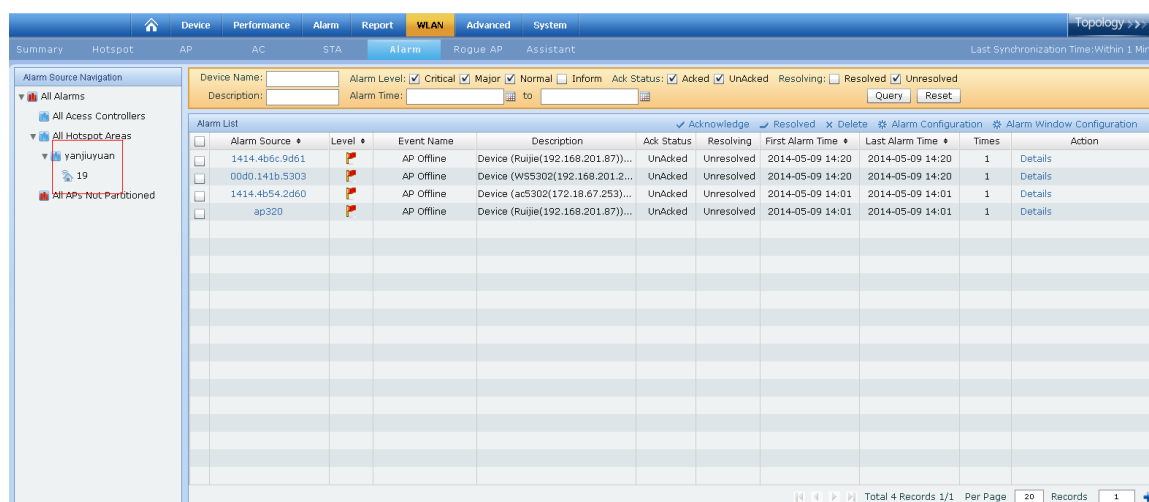 Device Performance Alarm Report WLAN Advanced System Topology >>>
Summary Hotspot AP AC STA Alarm Rogue AP Assistant Last Synchronization Time:Within 1 Min
Alarm Source Navigation
All Alarms
All Acess Controllers
All Hotspot Areas
yanjiuyuan
19
All APs Not Partitioned
Device Name: Alarm Level: Critical Major Normal Inform Ack Status: Acked UnAcked Resolving: Resolved Unresolved
Description: Alarm Time: to Query Reset
Alarm List Acknowledge Resolved Delete Alarm Configuration Alarm Window Configuration
Alarm Source Level Event Name Description Ack Status Resolving First Alarm Time Last Alarm Time Times Action
1414.4b6c.9d61 AP Offline Device (Ruijie(192.168.201.87))... UnAcked Unresolved 2014-05-09 14:20 2014-05-09 14:20 1 Details
00d0.141b.5303 AP Offline Device (WS5302(192.168.201.2... UnAcked Unresolved 2014-05-09 14:20 2014-05-09 14:20 1 Details
1414.4b54.2d60 AP Offline Device (ac5302(172.18.67.253)... UnAcked Unresolved 2014-05-09 14:01 2014-05-09 14:01 1 Details
ap320 AP Offline Device (Ruijie(192.168.201.87))... UnAcked Unresolved 2014-05-09 14:01 2014-05-09 14:01 1 Details
Total 4 Records 1/1 Per Page 20 Records 1